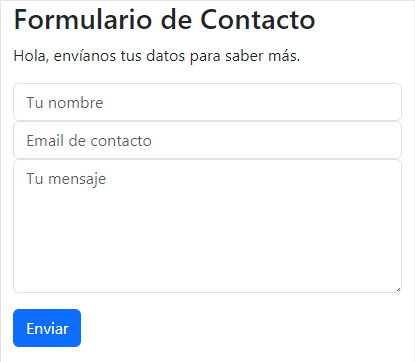 Formulario de Contacto
Hola, envíanos tus datos para saber más.
Tu nombre
Email de contacto
Tu mensaje
Enviar